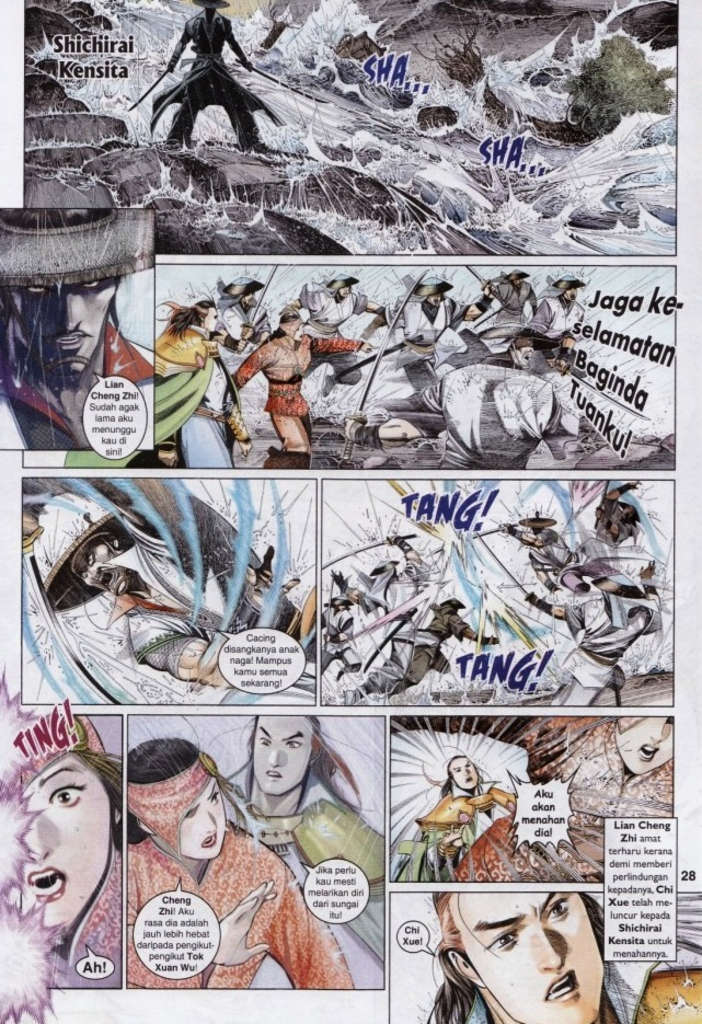 Shichirai
Kensita
SHA...
SHA...
Lian
Cheng Zhi!
Sudah agak
lama aku
menunggu
kau di
sini!
Jaga ke-
selamatan
Baginda
Tuanku!
TANG!
Cacing
disangkanya anak
naga! Mampus
kamu semua
sekarang!
TANG!
TING!
Ah!
Cheng
Zhi! Aku
rasa dia adalah
jauh lebih hebat
daripada pengikut-
pengikut Tok
Xuan Wu!
Jika perlu
kau mesti
melarikan diri
dari sungai
itu!
Aku
akan
menahan
dia!
Lian Cheng
Zhi amat
terharu kerana
demi memberi
perlindungan
kepadanya, Chi
Xue telah me-
luncur kepada
Shichirai
Kensita untuk
menahannya.
28
Chi
Xue!